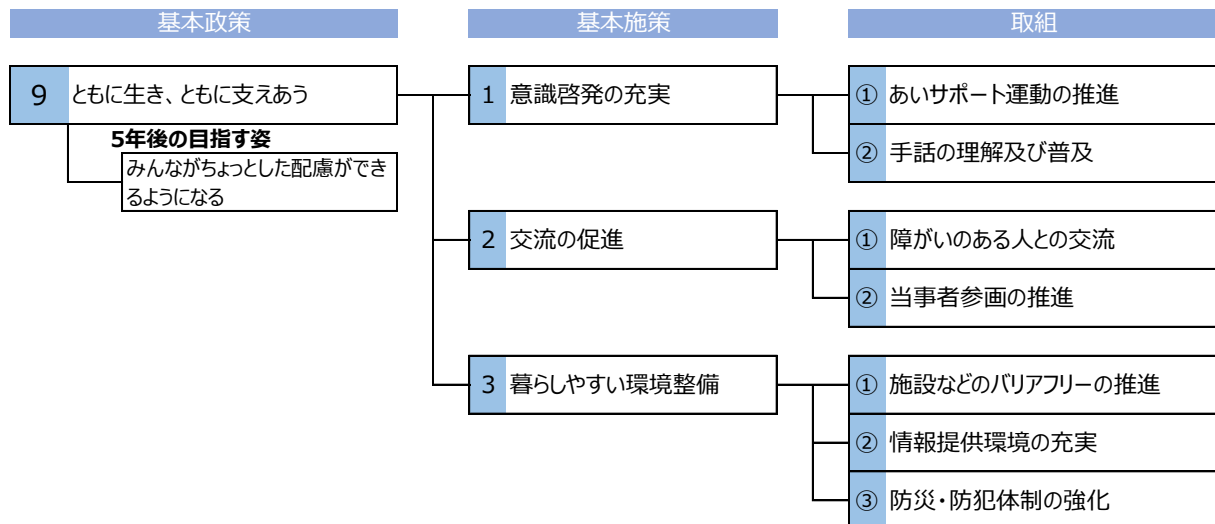 基本政策
基本施策
取組
9 ともに生き、ともに支えあう
5年後の目指す姿
みんながちょっとした配慮ができ
るようになる
1 意識啓発の充実
① あいサポート運動の推進
② 手話の理解及び普及
2 交流の促進
① 障がいのある人との交流
② 当事者参画の推進
3 暮らしやすい環境整備
① 施設などのバリアフリーの推進
② 情報提供環境の充実
③ 防災・防犯体制の強化